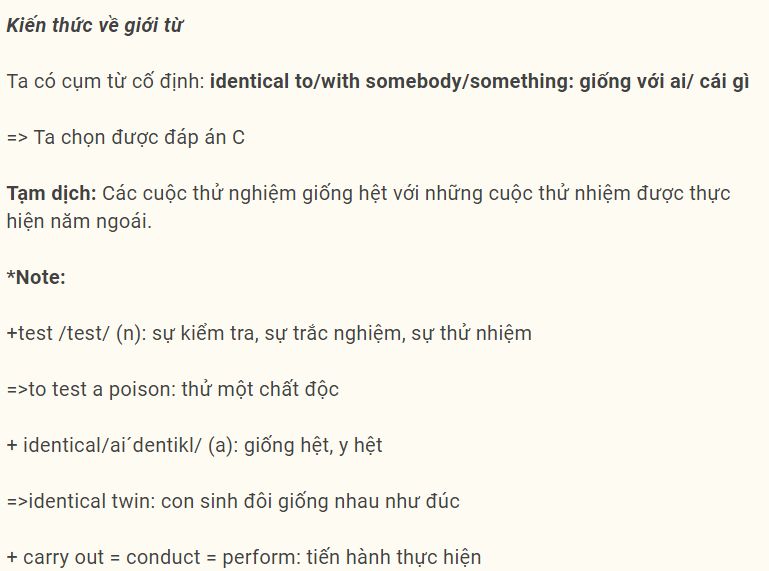 Kiến thức về giới từ
Ta có cụm từ cố định: identical to/with somebody/something: giống với ai/ cái gì
=> Ta chọn được đáp án C
Tạm dịch: Các cuộc thử nghiệm giống hệt với những cuộc thử nhiệm được thực
hiện năm ngoái.
*Note:
+test /test/ (n): sự kiểm tra, sự trắc nghiệm, sự thử nhiệm
=>to test a poison: thử một chất độc
+ identical/ai´dentikl/ (a): giống hệt, y hệt
=>identical twin: con sinh đôi giống nhau như đúc
+ carry out = conduct = perform: tiến hành thực hiện